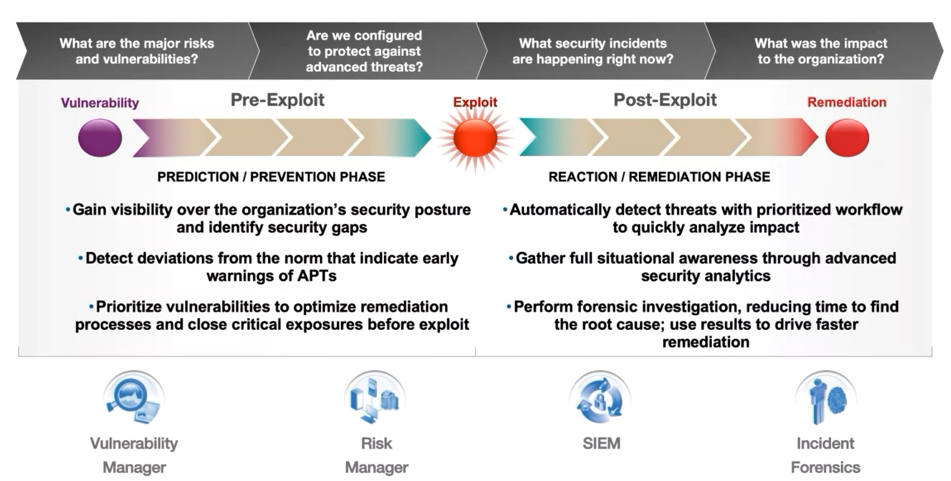 What are the major risks
and vulnerabilities?
Are we configured
to protect against
advanced threats?
What security incidents
are happening right now?
What was the impact
to the organization?
Vulnerability
Pre-Exploit
Exploit
Post-Exploit
Remediation
PREDICTION / PREVENTION PHASE
•Gain visibility over the organization's security posture
and identify security gaps
•Detect deviations from the norm that indicate early
warnings of APTs
•Prioritize vulnerabilities to optimize remediation
processes and close critical exposures before exploit
REACTION / REMEDIATION PHASE
•Automatically detect threats with prioritized workflow
to quickly analyze impact
•Gather full situational awareness through advanced
security analytics
•Perform forensic investigation, reducing time to find
the root cause; use results to drive faster
remediation
Vulnerability
Manager
Risk
Manager
SIEM
Incident
Forensics